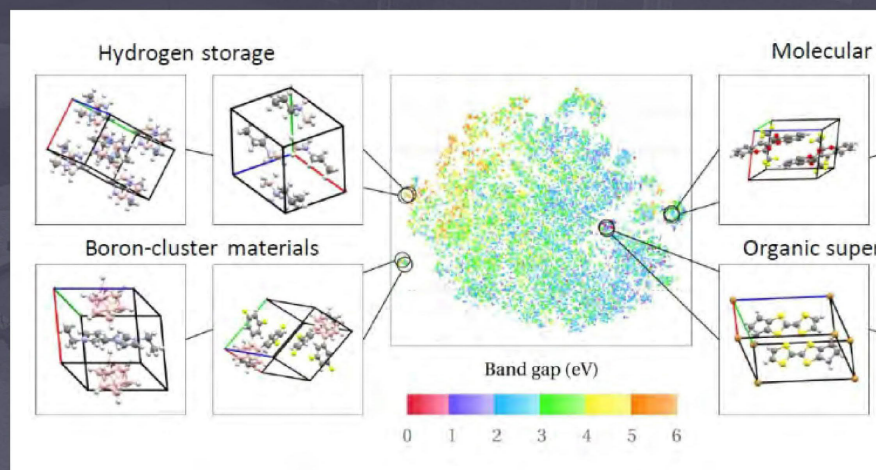 Hydrogen storage
Molecular
Boron-cluster materials
Organic super
Band gap (eV)
0 1 2 3 4 5 6